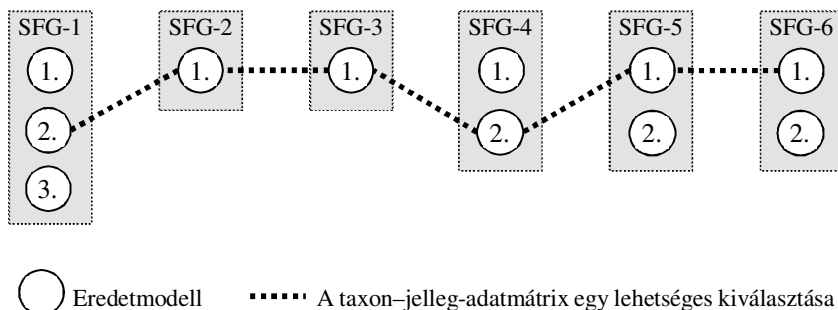 SFG-1 SFG-2 SFG-3 SFG-4 SFG-5 SFG-6
1. 1. 1. 1. 1. 1.
2. 2. 2. 2.
3.
Eredetmodell A taxon–jelleg-adatmátrix egy lehetséges kiválasztása